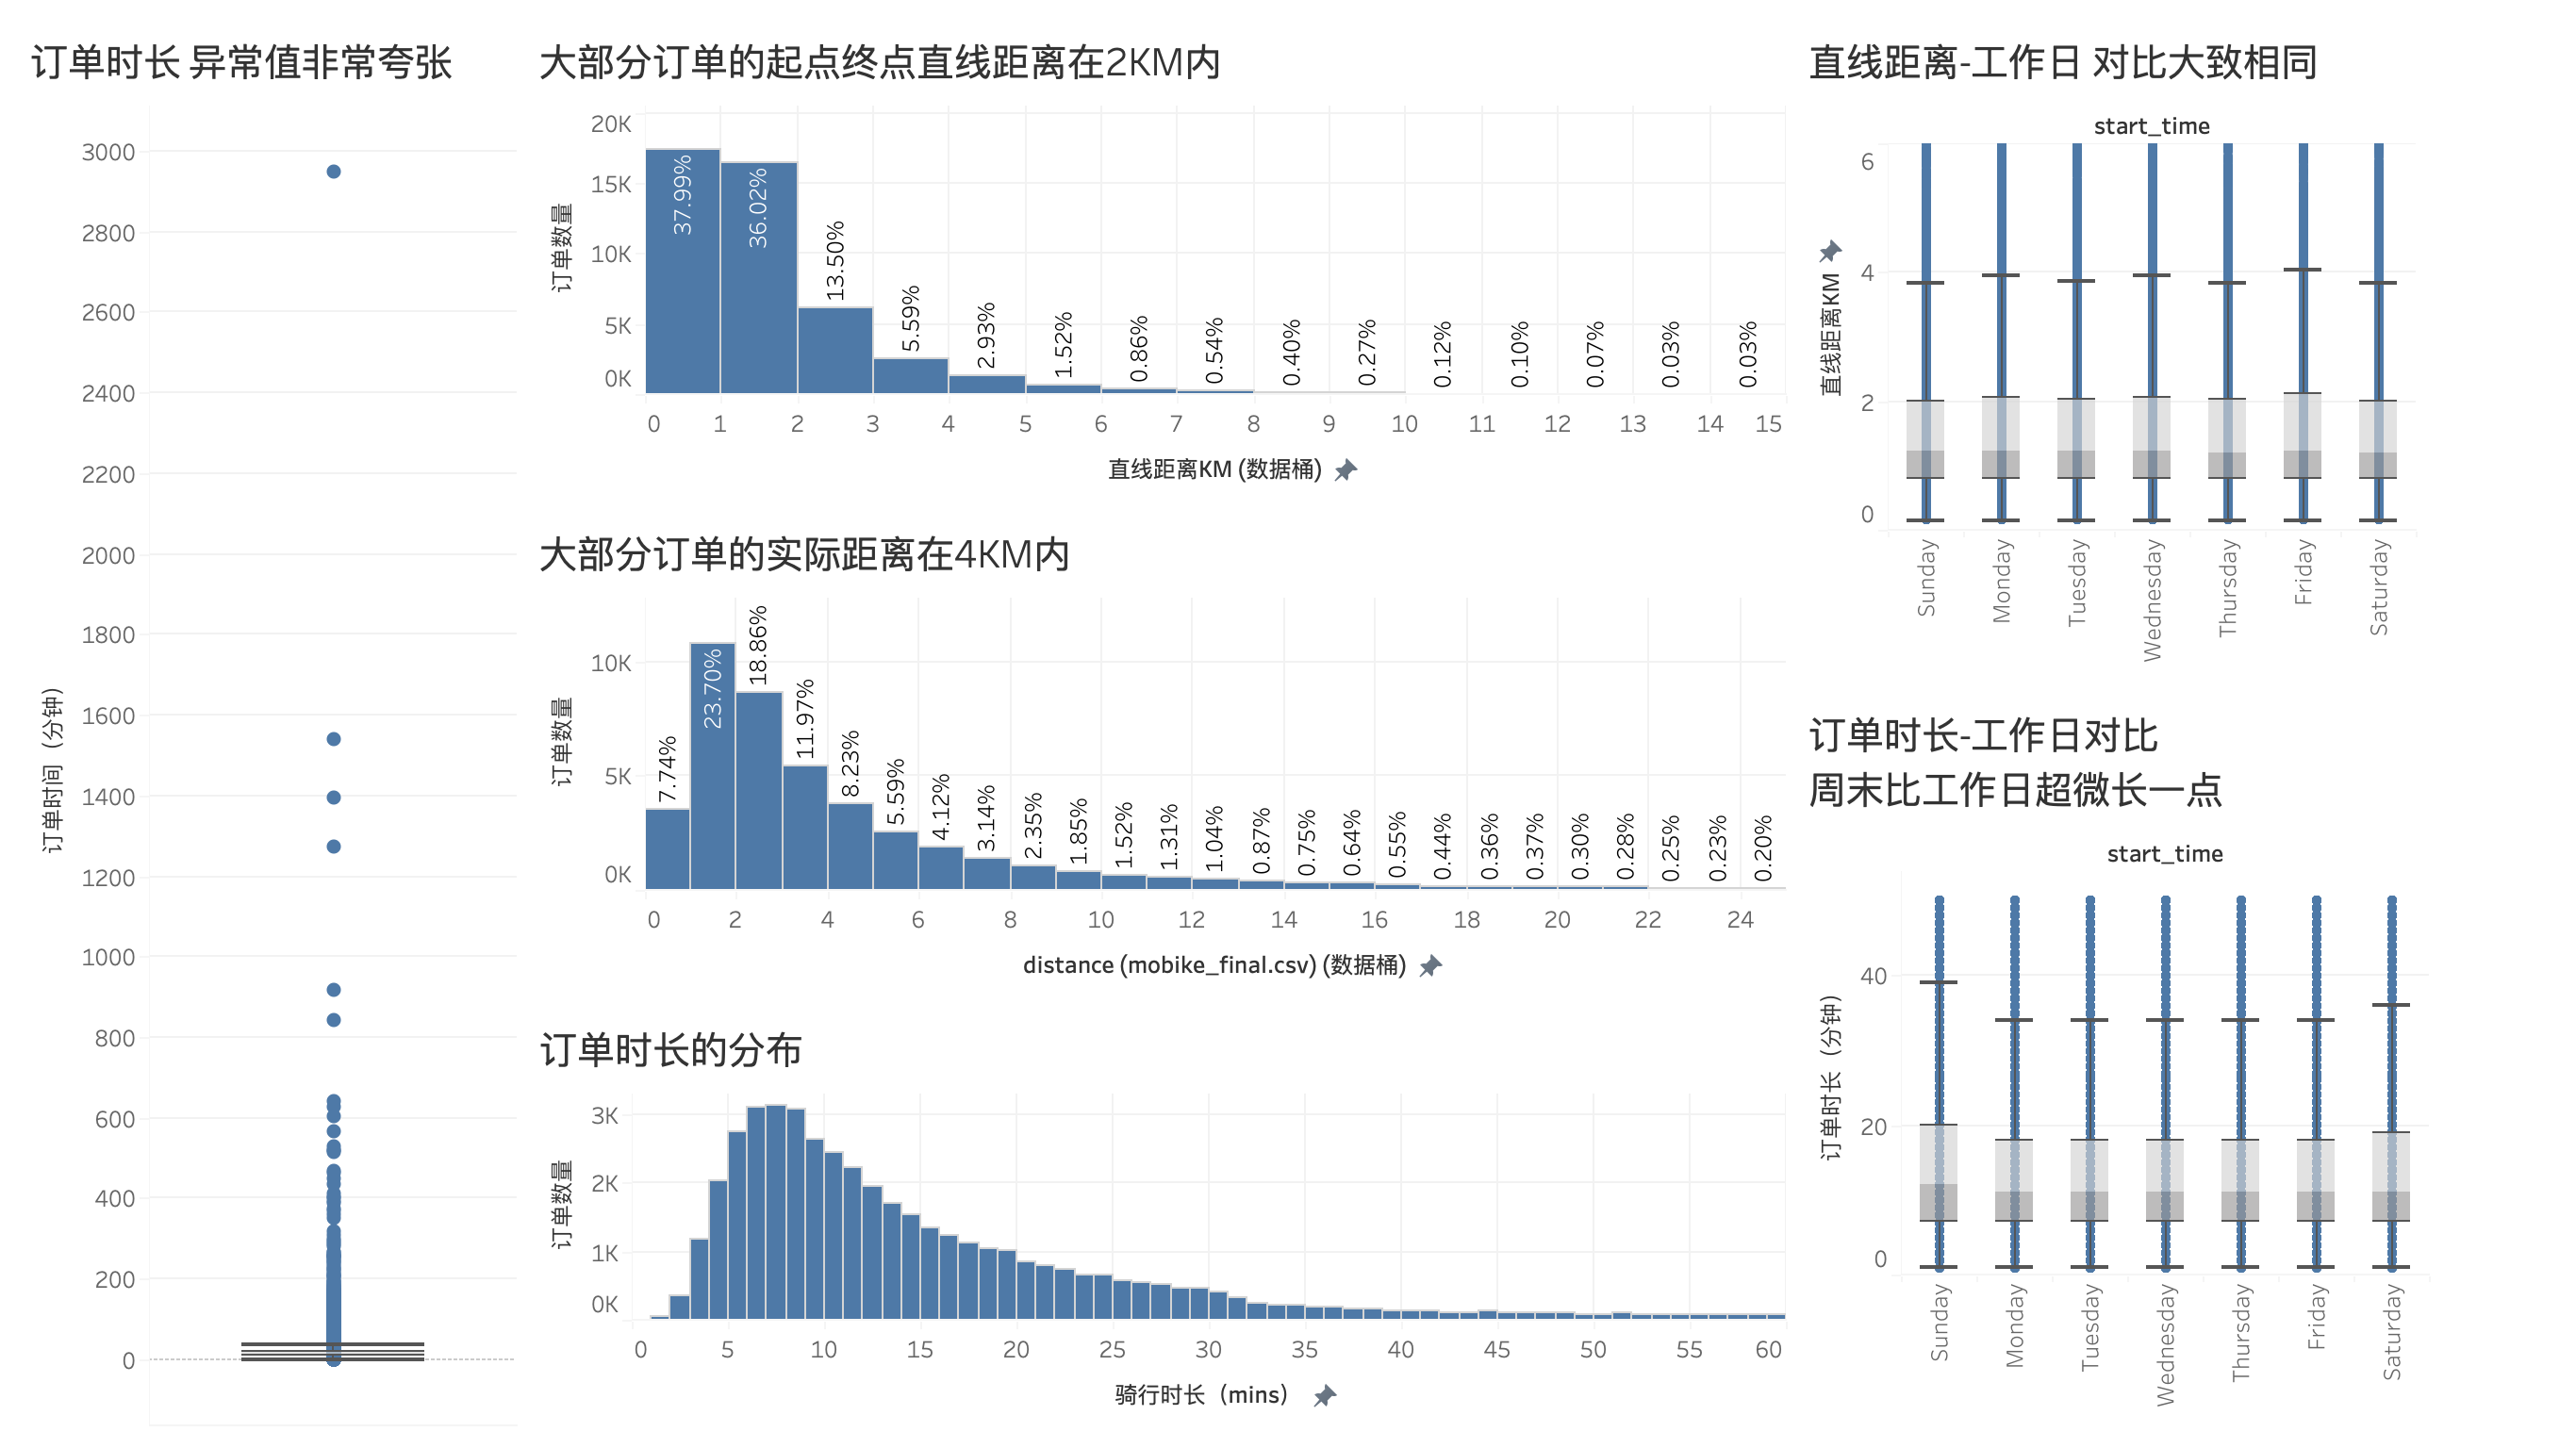 订单时长 异常值非常夸张
3000
2800
2600
2400
2200
2000
1800
1600
1400
1200
1000
800
600
400
200
0
订单时间（分钟）
大部分订单的起点终点直线距离在2KM内
20K
15K
10K
5K
0K
订单数量
37.99%
36.02%
13.50%
5.59%
2.93%
1.52%
0.86%
0.54%
0.40%
0.27%
0.12%
0.10%
0.07%
0.03%
0.03%
0 1 2 3 4 5 6 7 8 9 10 11 12 13 14 15
直线距离KM (数据桶)
大部分订单的实际距离在4KM内
10K
5K
0K
订单数量
7.74%
23.70%
18.86%
11.97%
8.23%
5.59%
4.12%
3.14%
2.35%
1.85%
1.52%
1.31%
1.04%
0.87%
0.75%
0.64%
0.55%
0.44%
0.36%
0.37%
0.30%
0.28%
0.25%
0.23%
0.20%
0 2 4 6 8 10 12 14 16 18 20 22 24
distance (mobike_final.csv) (数据桶)
订单时长的分布
3K
2K
1K
0K
订单数量
0 5 10 15 20 25 30 35 40 45 50 55 60
骑行时长（mins）
直线距离-工作日 对比大致相同
start_time
6
4
2
0
直线距离KM
Sunday
Monday
Tuesday
Wednesday
Thursday
Friday
Saturday
订单时长-工作日对比
周末比工作日超微长一点
start_time
40
20
0
订单时长（分钟）
Sunday
Monday
Tuesday
Wednesday
Thursday
Friday
Saturday